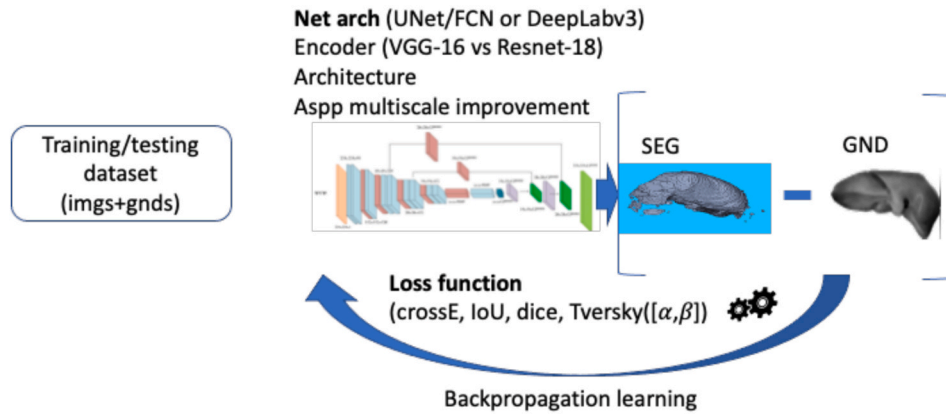 Net arch (UNet/FCN or DeepLabv3)
Encoder (VGG-16 vs Resnet-18)
Architecture
Aspp multiscale improvement
Training/testing
dataset
(imgs+gnds)
SEG
GND
Loss function
(crossE, IoU, dice, Tversky([α,β])
Backpropagation learning